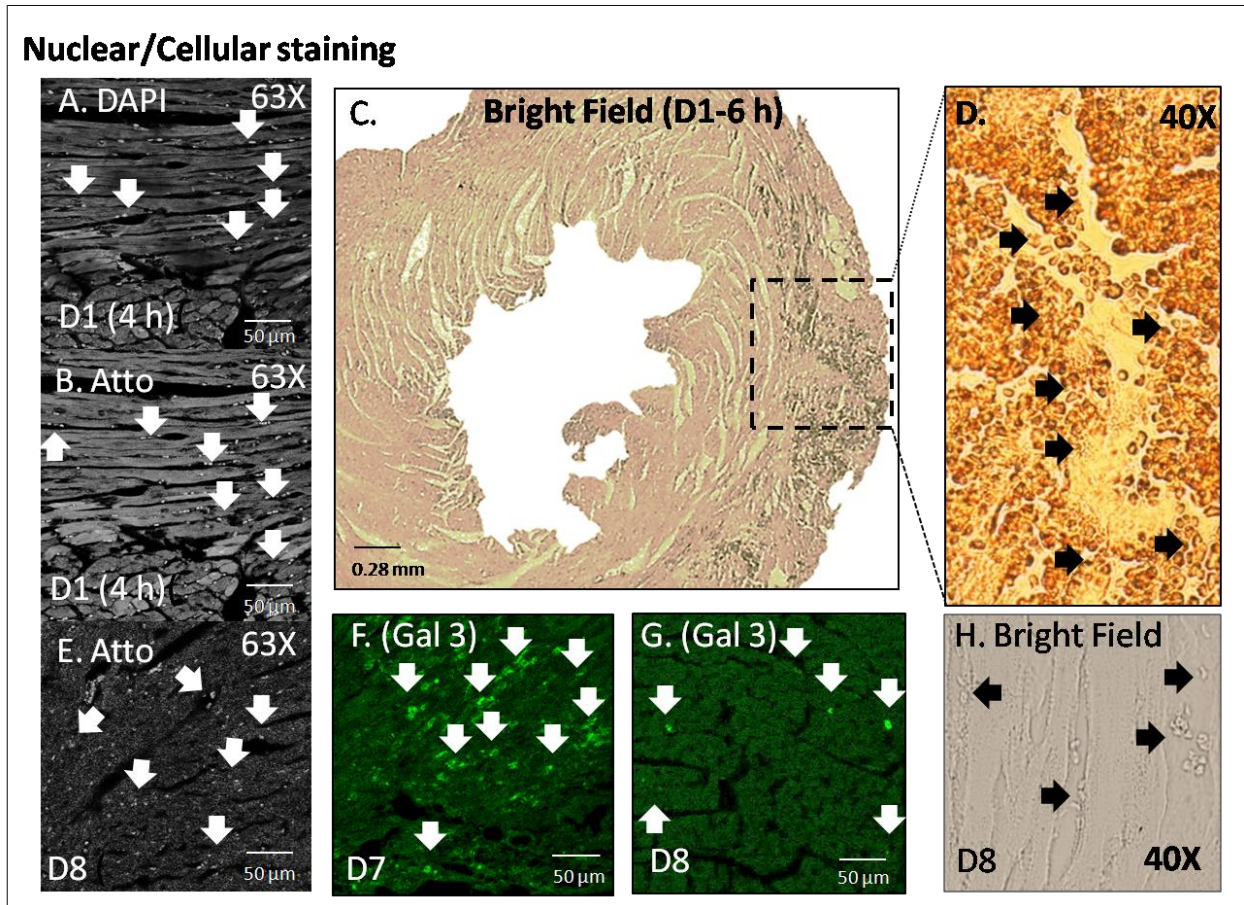 Nuclear/Cellular staining
A. DAPI 63X
D1 (4 h) 50 µm
B. Atto 63X
D1 (4 h) 50 µm
C. Bright Field (D1-6 h)
0.28 mm
D. 40X
E. Atto 63X
D8 50 µm
F. (Gal 3)
D7 50 µm
G. (Gal 3)
D8 50 µm
H. Bright Field
D8 40X